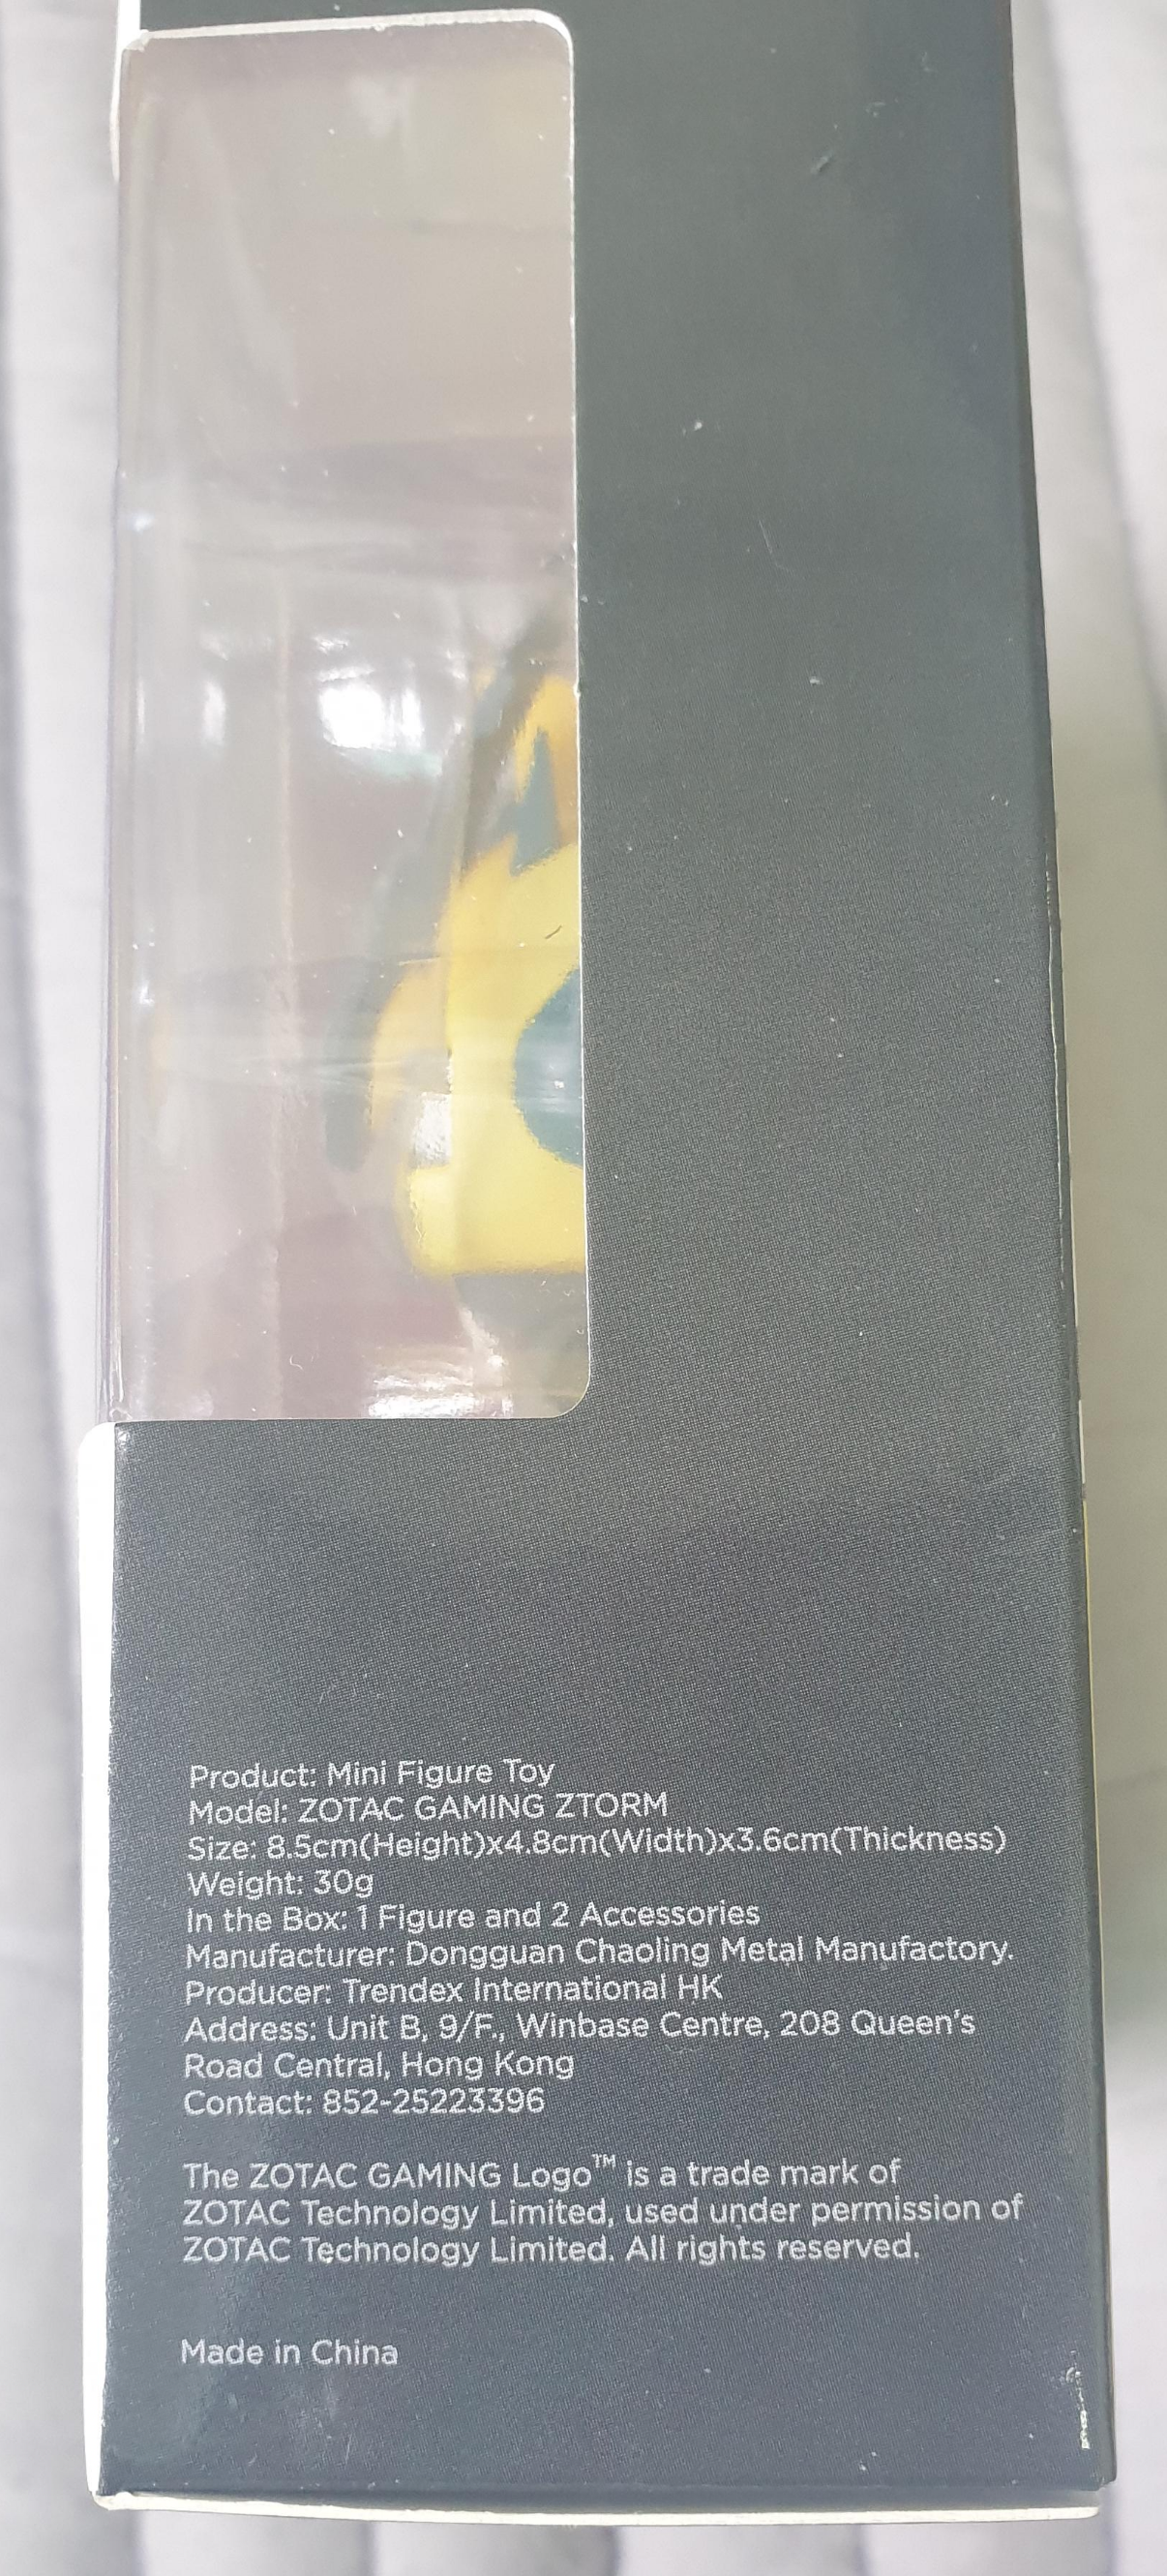 Product: Mini Figure Toy
Model: ZOTAC GAMING ZTORM
Size: 8.5cm(Height)x4.8cm(Width)x3.6cm(Thickness)
Weight: 30g
In the Box: 1 Figure and 2 Accessories
Manufacturer: Dongguan Chaoling Metal Manufactory.
Producer: Trendex International HK
Address: Unit B, 9/F., Winbase Centre, 208 Queen's
Road Central, Hong Kong
Contact: 852-25223396
The ZOTAC GAMING Logo™ is a trade mark of
ZOTAC Technology Limited, used under permission of
ZOTAC Technology Limited. All rights reserved.
Made in China